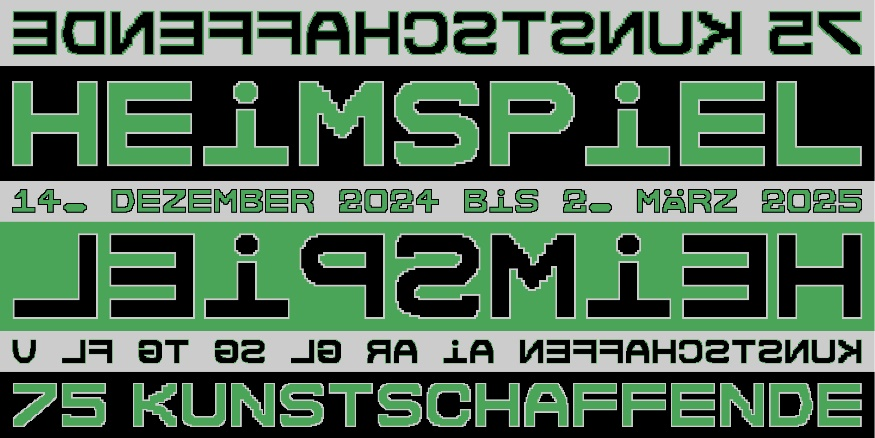 75 KUNSTSCHAFFENDE
HEiMSPiEL
14. DEZEMBER 2024 BiS 2. MÄRZ 2025
HEiMSPiEL
KUNSTSCHAFFEN Ai AR GL SG TG FL V
75 KUNSTSCHAFFENDE